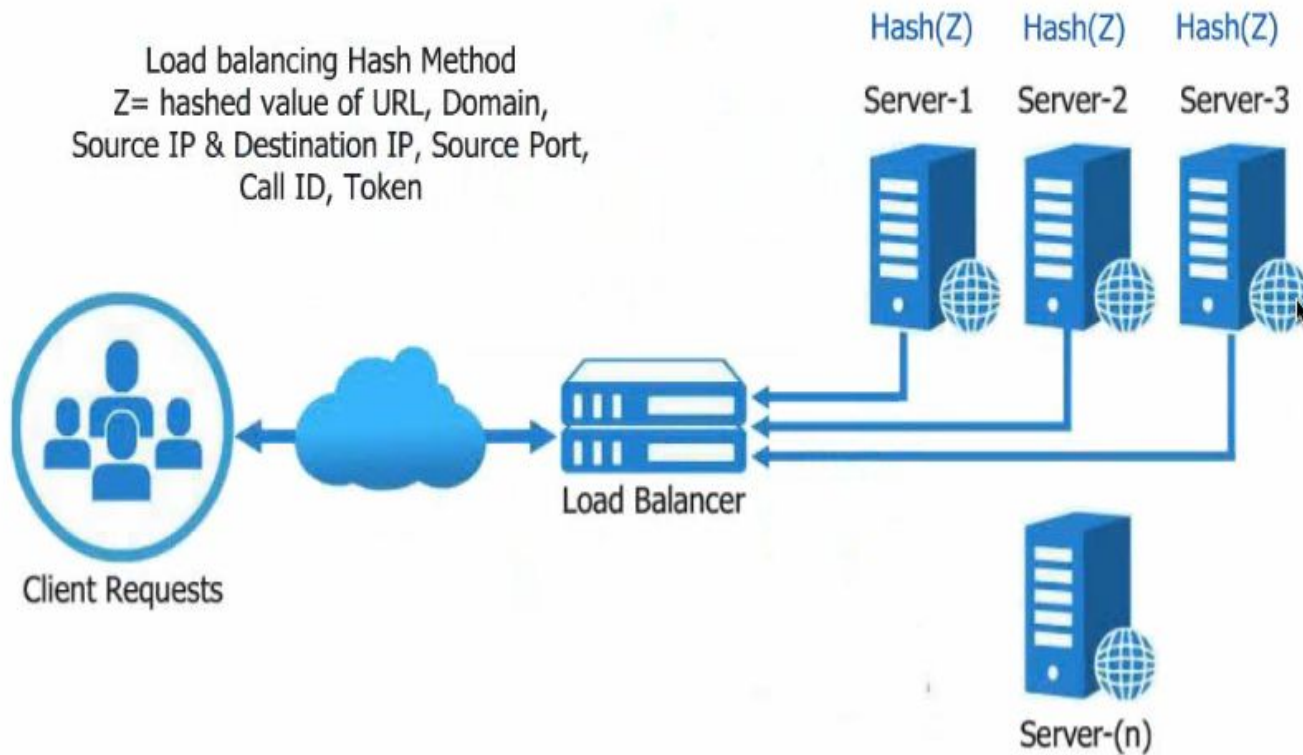 Load balancing Hash Method
Z= hashed value of URL, Domain,
Source IP & Destination IP, Source Port,
Call ID, Token
Hash(Z) Hash(Z) Hash(Z)
Server-1 Server-2 Server-3
Load Balancer
Client Requests
Server-(n)